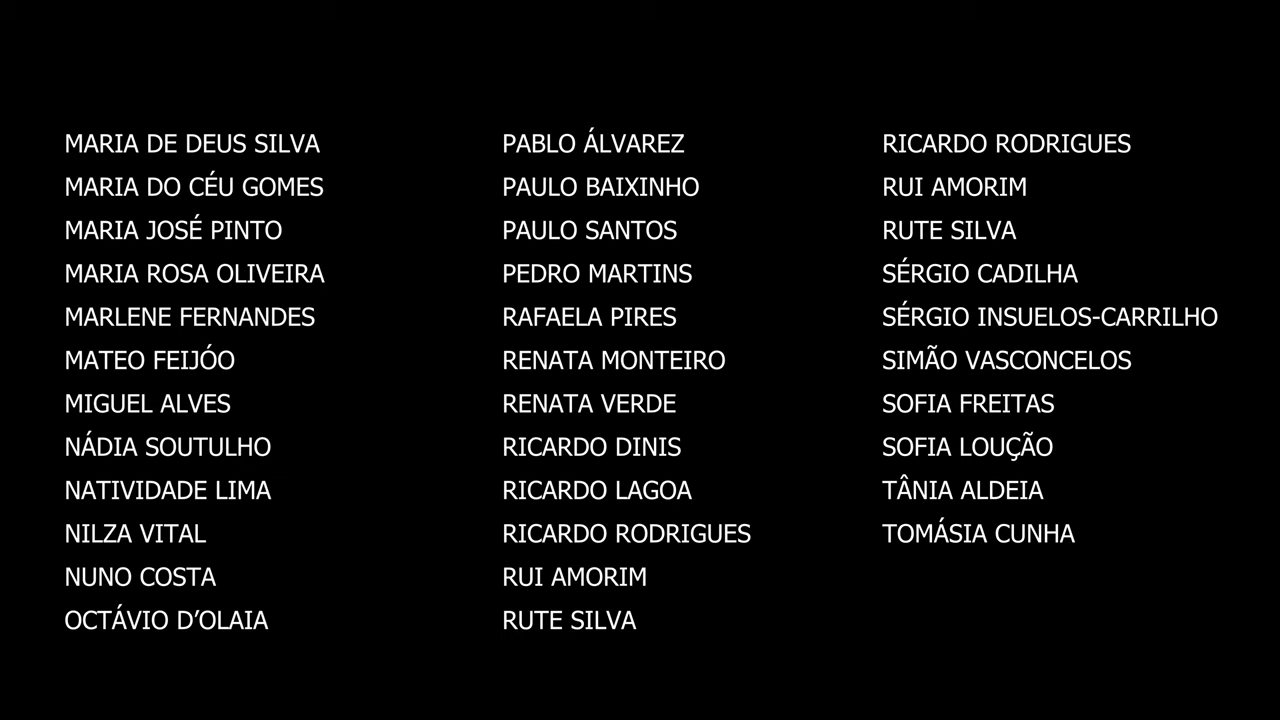 MARIA DE DEUS SILVA
MARIA DO CÉU GOMES
MARIA JOSÉ PINTO
MARIA ROSA OLIVEIRA
MARLENE FERNANDES
MATEO FEIJÓO
MIGUEL ALVES
NÁDIA SOUTULHO
NATIVIDADE LIMA
NILZA VITAL
NUNO COSTA
OCTÁVIO D’OLAIA
PABLO ÁLVAREZ
PAULO BAIXINHO
PAULO SANTOS
PEDRO MARTINS
RAFAELA PIRES
RENATA MONTEIRO
RENATA VERDE
RICARDO DINIS
RICARDO LAGOA
RICARDO RODRIGUES
RUI AMORIM
RUTE SILVA
RICARDO RODRIGUES
RUI AMORIM
RUTE SILVA
SÉRGIO CADILHA
SÉRGIO INSUELOS-CARRILHO
SIMÃO VASCONCELOS
SOFIA FREITAS
SOFIA LOUÇÃO
TÂNIA ALDEIA
TOMÁSIA CUNHA